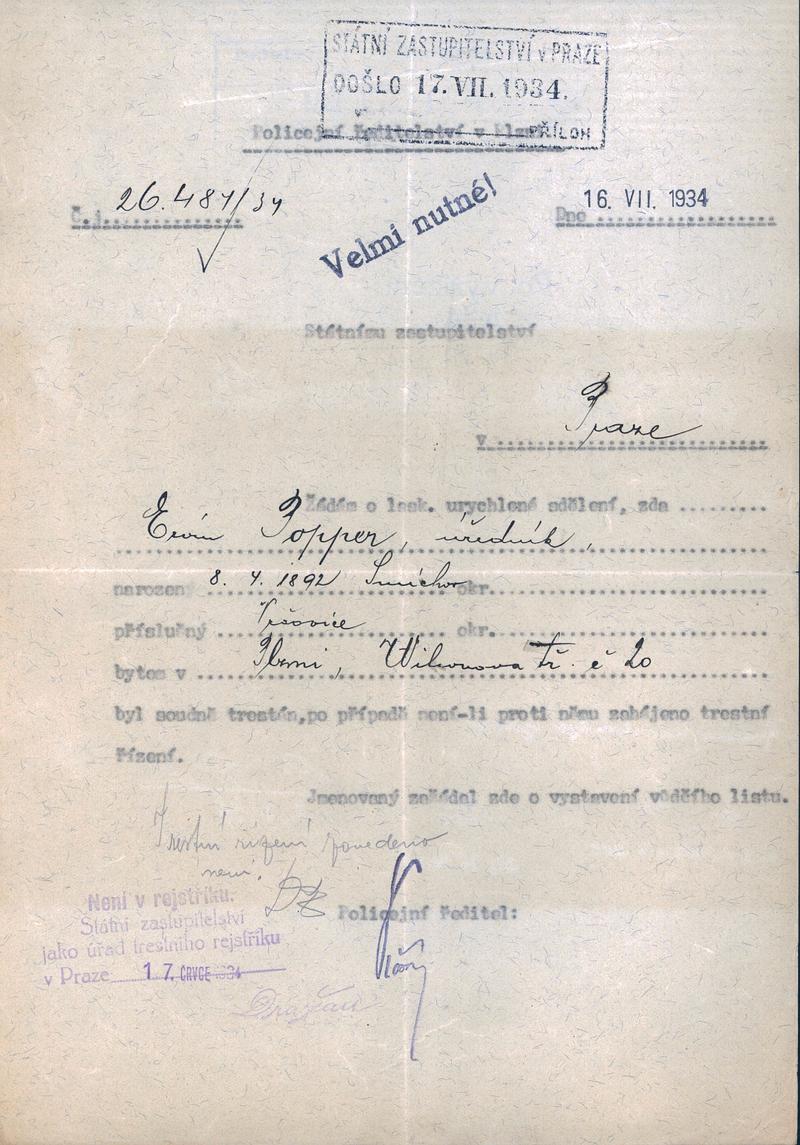 STÁTNÍ ZASTUPITELSTVÍ v PRAZE
DOŠLO 17. VII. 1934.
PŘÍLOH
Policejní ředitelství v Plzni
Č.j. 26.481/34
Dne 16. VII. 1934
Velmi nutné!
Státnímu zastupitelství
v Praze
Žádám o lask. urychlené sdělení, zda
Ervín Popper, úředník,
narozen 8. 4. 1892 Smíchov okr.
příslušný Vršovice okr.
bytem v Plzni, Wilsonova tř. č 20
byl soudně trestán, po případě není-li proti němu zahájeno trestní
řízení.
Jmenovaný zažádal zde o vystavení vůdčího listu.
Trestní řízení povedeno
není.
Není v rejstříku.
Státní zastupitelství
jako úřad trestního rejstříku
v Praze 17. ČRVCE 1934
Policejní ředitel: